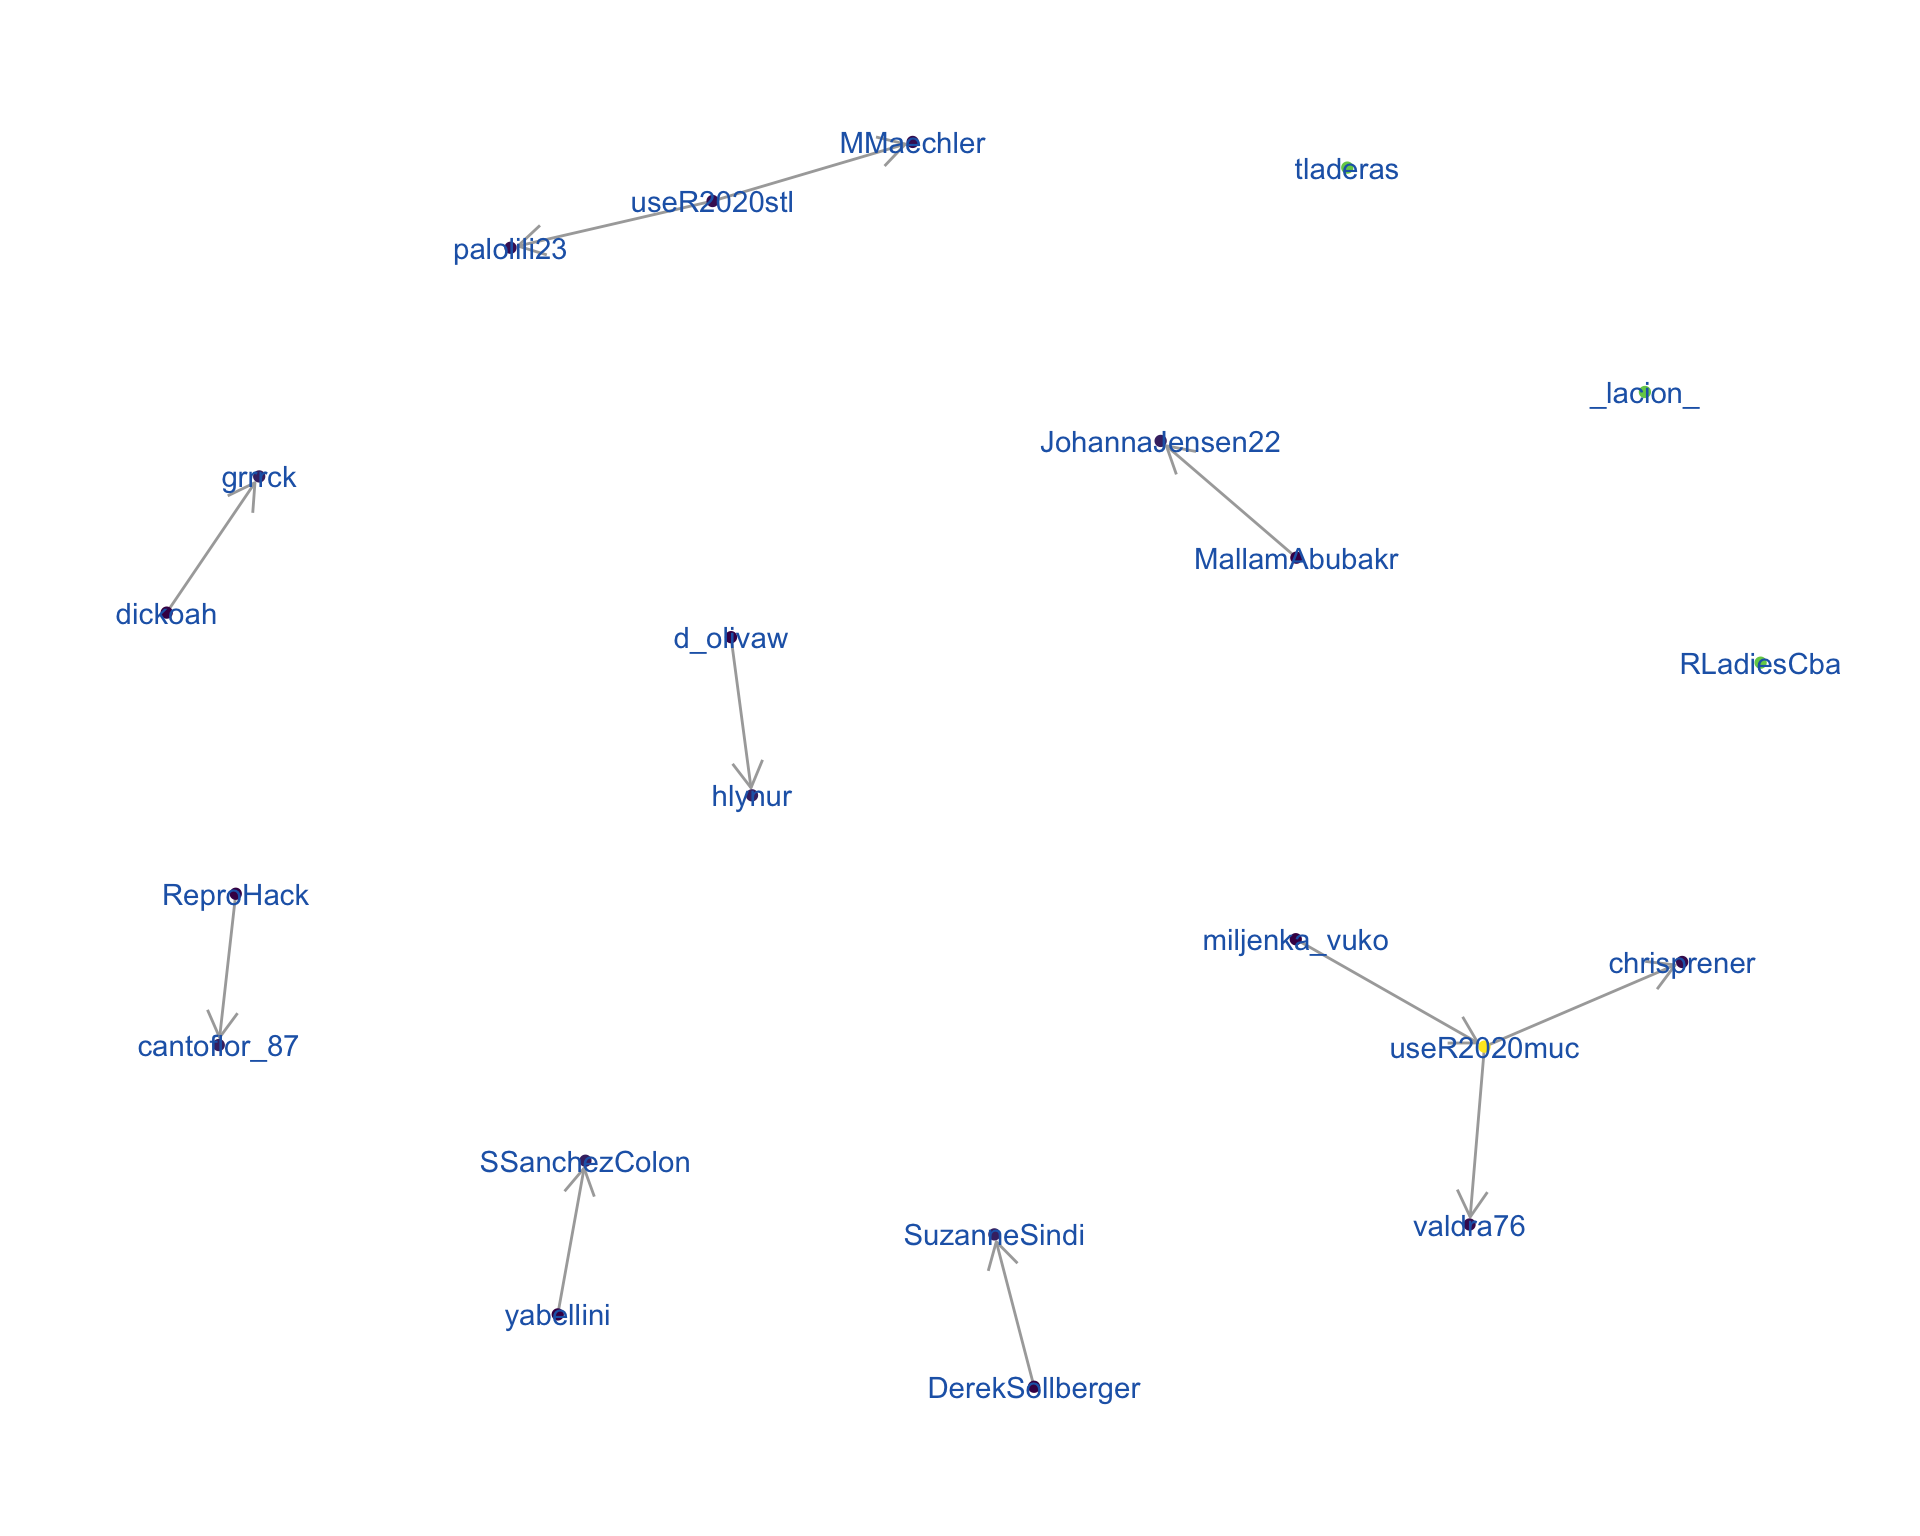 MMaechler
tladeras
useR2020stl
palolili23
_lacion_
JohannaJensen22
grrrck
MallamAbubakr
dickoah
d_olivaw
RLadiesCba
hlynur
ReproHack
miljenka_vuko
chrisprener
cantoflor_87
useR2020muc
SSanchezColon
valdra76
SuzanneSindi
yabellini
DerekSollberger